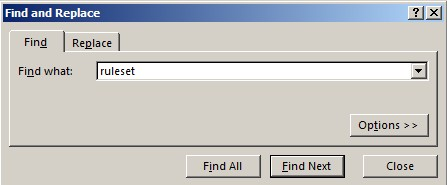 Find and Replace
Find Replace
Find what: ruleset
Options >>
Find All Find Next Close